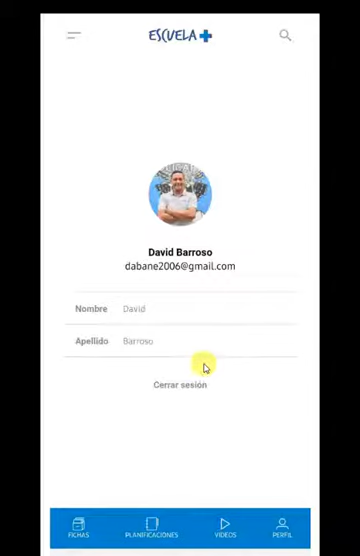 ESCUELA+
David Barroso
dabane2006@gmail.com
Nombre David
Apellido Barroso
Cerrar sesión
FICHAS PLANIFICACIONES VIDEOS PERFIL